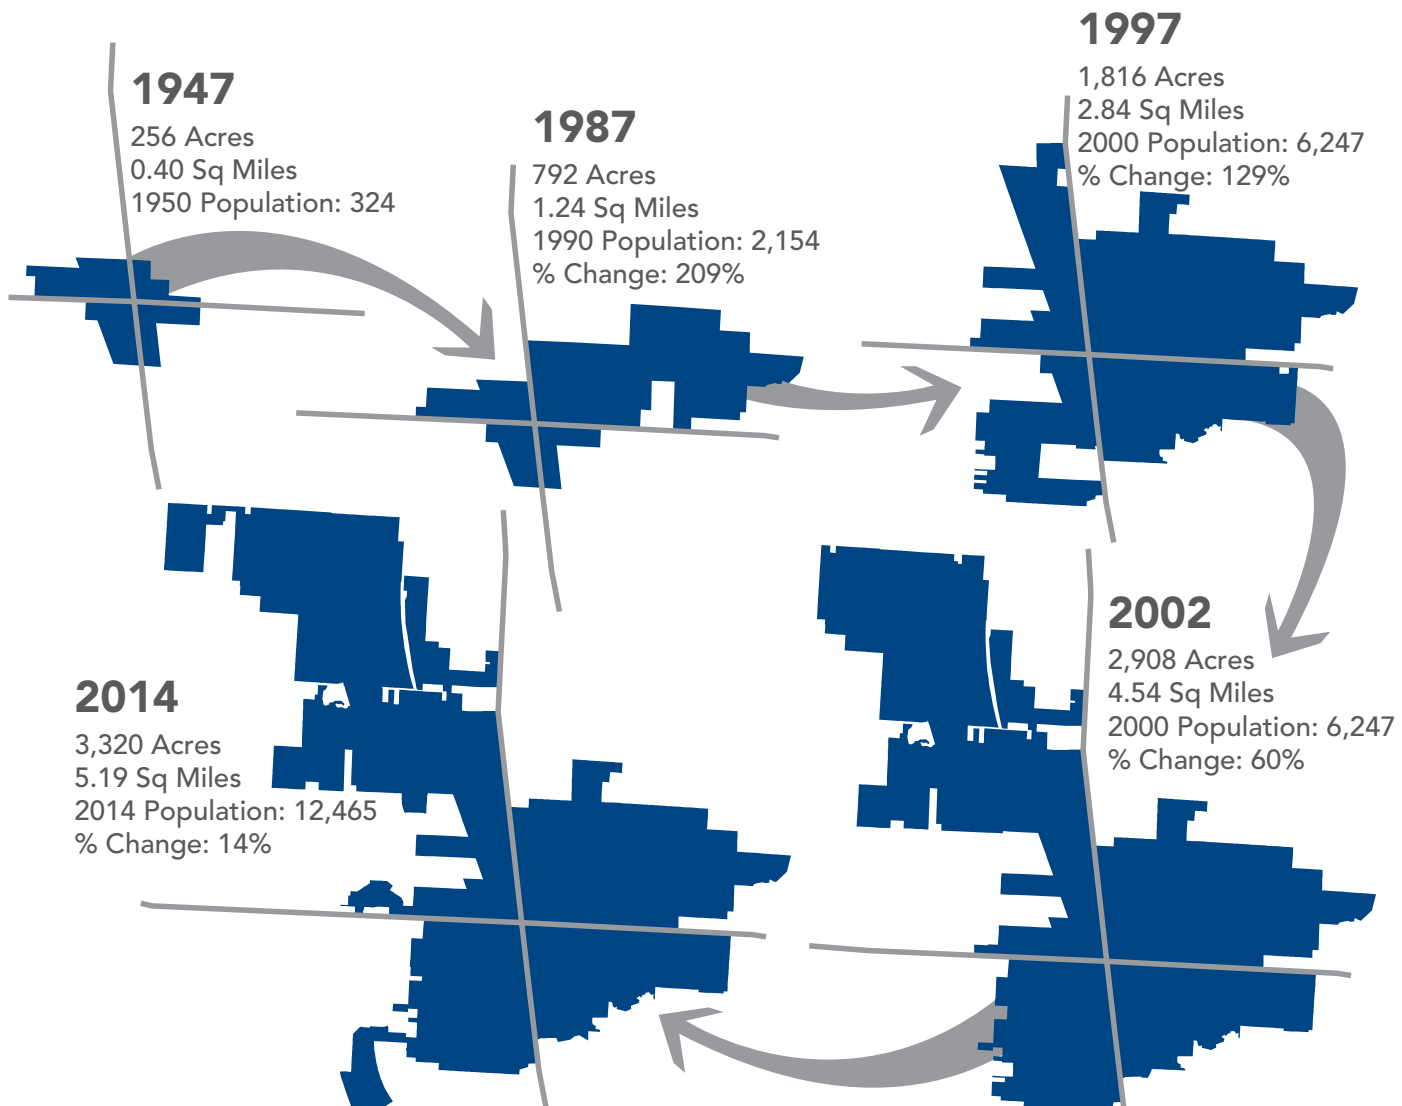 1947
256 Acres
0.40 Sq Miles
1950 Population: 324
1987
792 Acres
1.24 Sq Miles
1990 Population: 2,154
% Change: 209%
1997
1,816 Acres
2.84 Sq Miles
2000 Population: 6,247
% Change: 129%
2002
2,908 Acres
4.54 Sq Miles
2000 Population: 6,247
% Change: 60%
2014
3,320 Acres
5.19 Sq Miles
2014 Population: 12,465
% Change: 14%